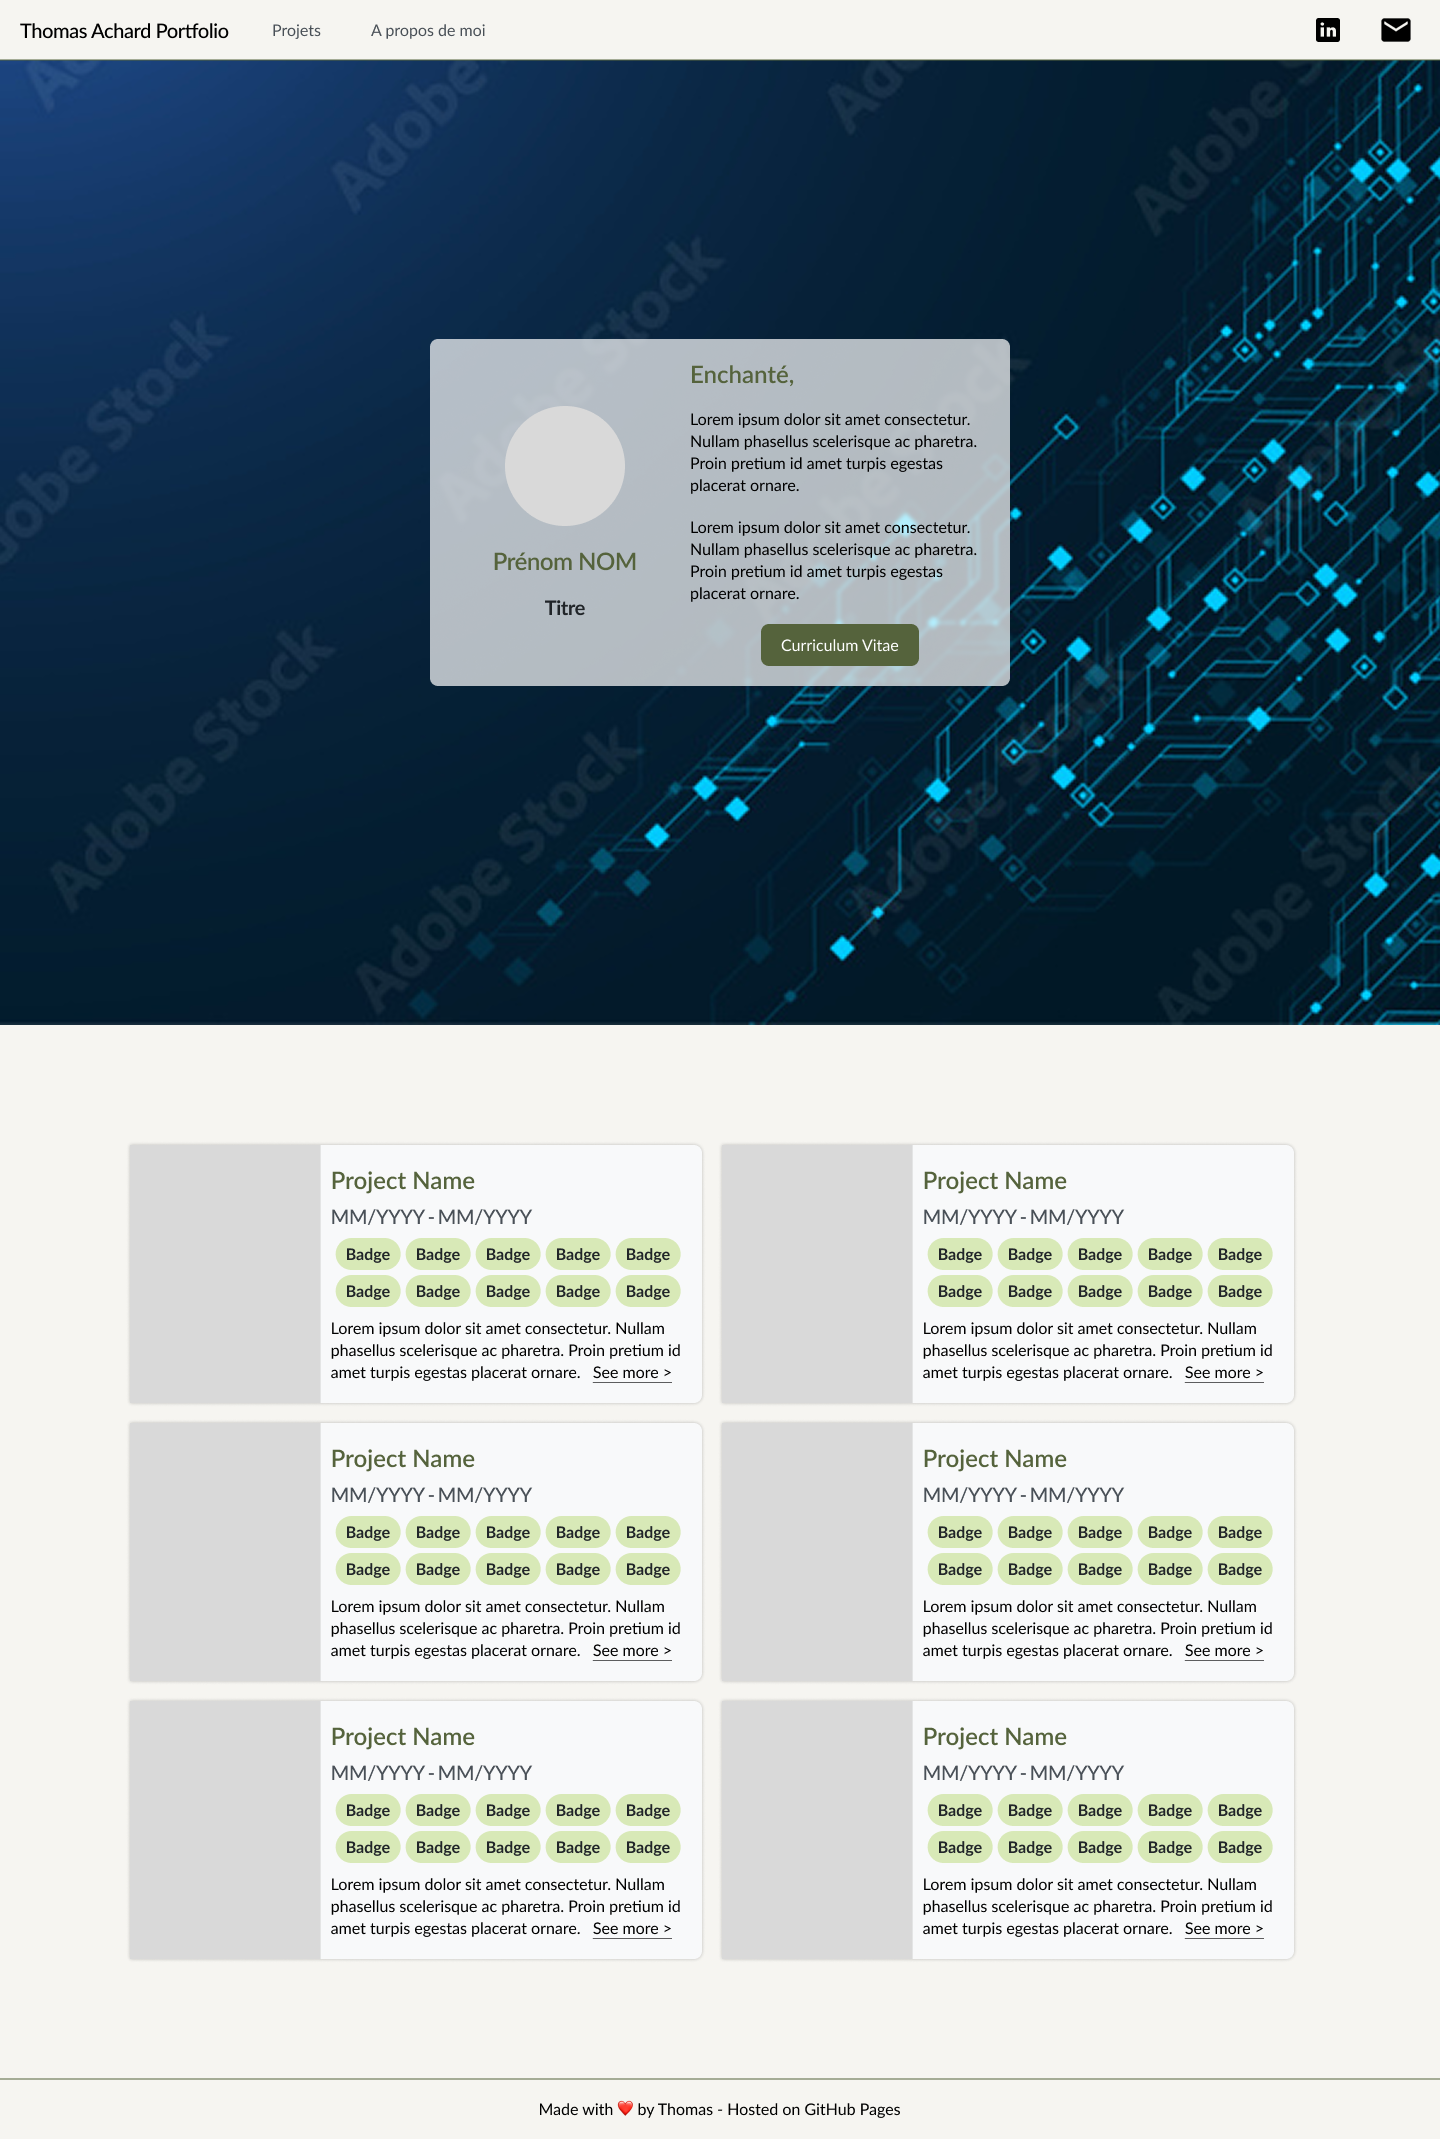 Thomas Achard Portfolio
Projets
A propos de moi
in
Adobe Stock
Adobe Stock
Adobe Stock
Adobe Stock
Adobe Stock
Adobe Stock
Enchanté,
Lorem ipsum dolor sit amet consectetur.
Nullam phasellus scelerisque ac pharetra.
Proin pretium id amet turpis egestas
placerat ornare.
Lorem ipsum dolor sit amet consectetur.
Nullam phasellus scelerisque ac pharetra.
Proin pretium id amet turpis egestas
placerat ornare.
Curriculum Vitae
Prénom NOM
Titre
Project Name
MM/YYYY - MM/YYYY
Badge Badge Badge Badge Badge
Badge Badge Badge Badge Badge
Lorem ipsum dolor sit amet consectetur. Nullam
phasellus scelerisque ac pharetra. Proin pretium id
amet turpis egestas placerat ornare. See more >
Project Name
MM/YYYY - MM/YYYY
Badge Badge Badge Badge Badge
Badge Badge Badge Badge Badge
Lorem ipsum dolor sit amet consectetur. Nullam
phasellus scelerisque ac pharetra. Proin pretium id
amet turpis egestas placerat ornare. See more >
Project Name
MM/YYYY - MM/YYYY
Badge Badge Badge Badge Badge
Badge Badge Badge Badge Badge
Lorem ipsum dolor sit amet consectetur. Nullam
phasellus scelerisque ac pharetra. Proin pretium id
amet turpis egestas placerat ornare. See more >
Project Name
MM/YYYY - MM/YYYY
Badge Badge Badge Badge Badge
Badge Badge Badge Badge Badge
Lorem ipsum dolor sit amet consectetur. Nullam
phasellus scelerisque ac pharetra. Proin pretium id
amet turpis egestas placerat ornare. See more >
Project Name
MM/YYYY - MM/YYYY
Badge Badge Badge Badge Badge
Badge Badge Badge Badge Badge
Lorem ipsum dolor sit amet consectetur. Nullam
phasellus scelerisque ac pharetra. Proin pretium id
amet turpis egestas placerat ornare. See more >
Project Name
MM/YYYY - MM/YYYY
Badge Badge Badge Badge Badge
Badge Badge Badge Badge Badge
Lorem ipsum dolor sit amet consectetur. Nullam
phasellus scelerisque ac pharetra. Proin pretium id
amet turpis egestas placerat ornare. See more >
Made with ❤️ by Thomas - Hosted on GitHub Pages